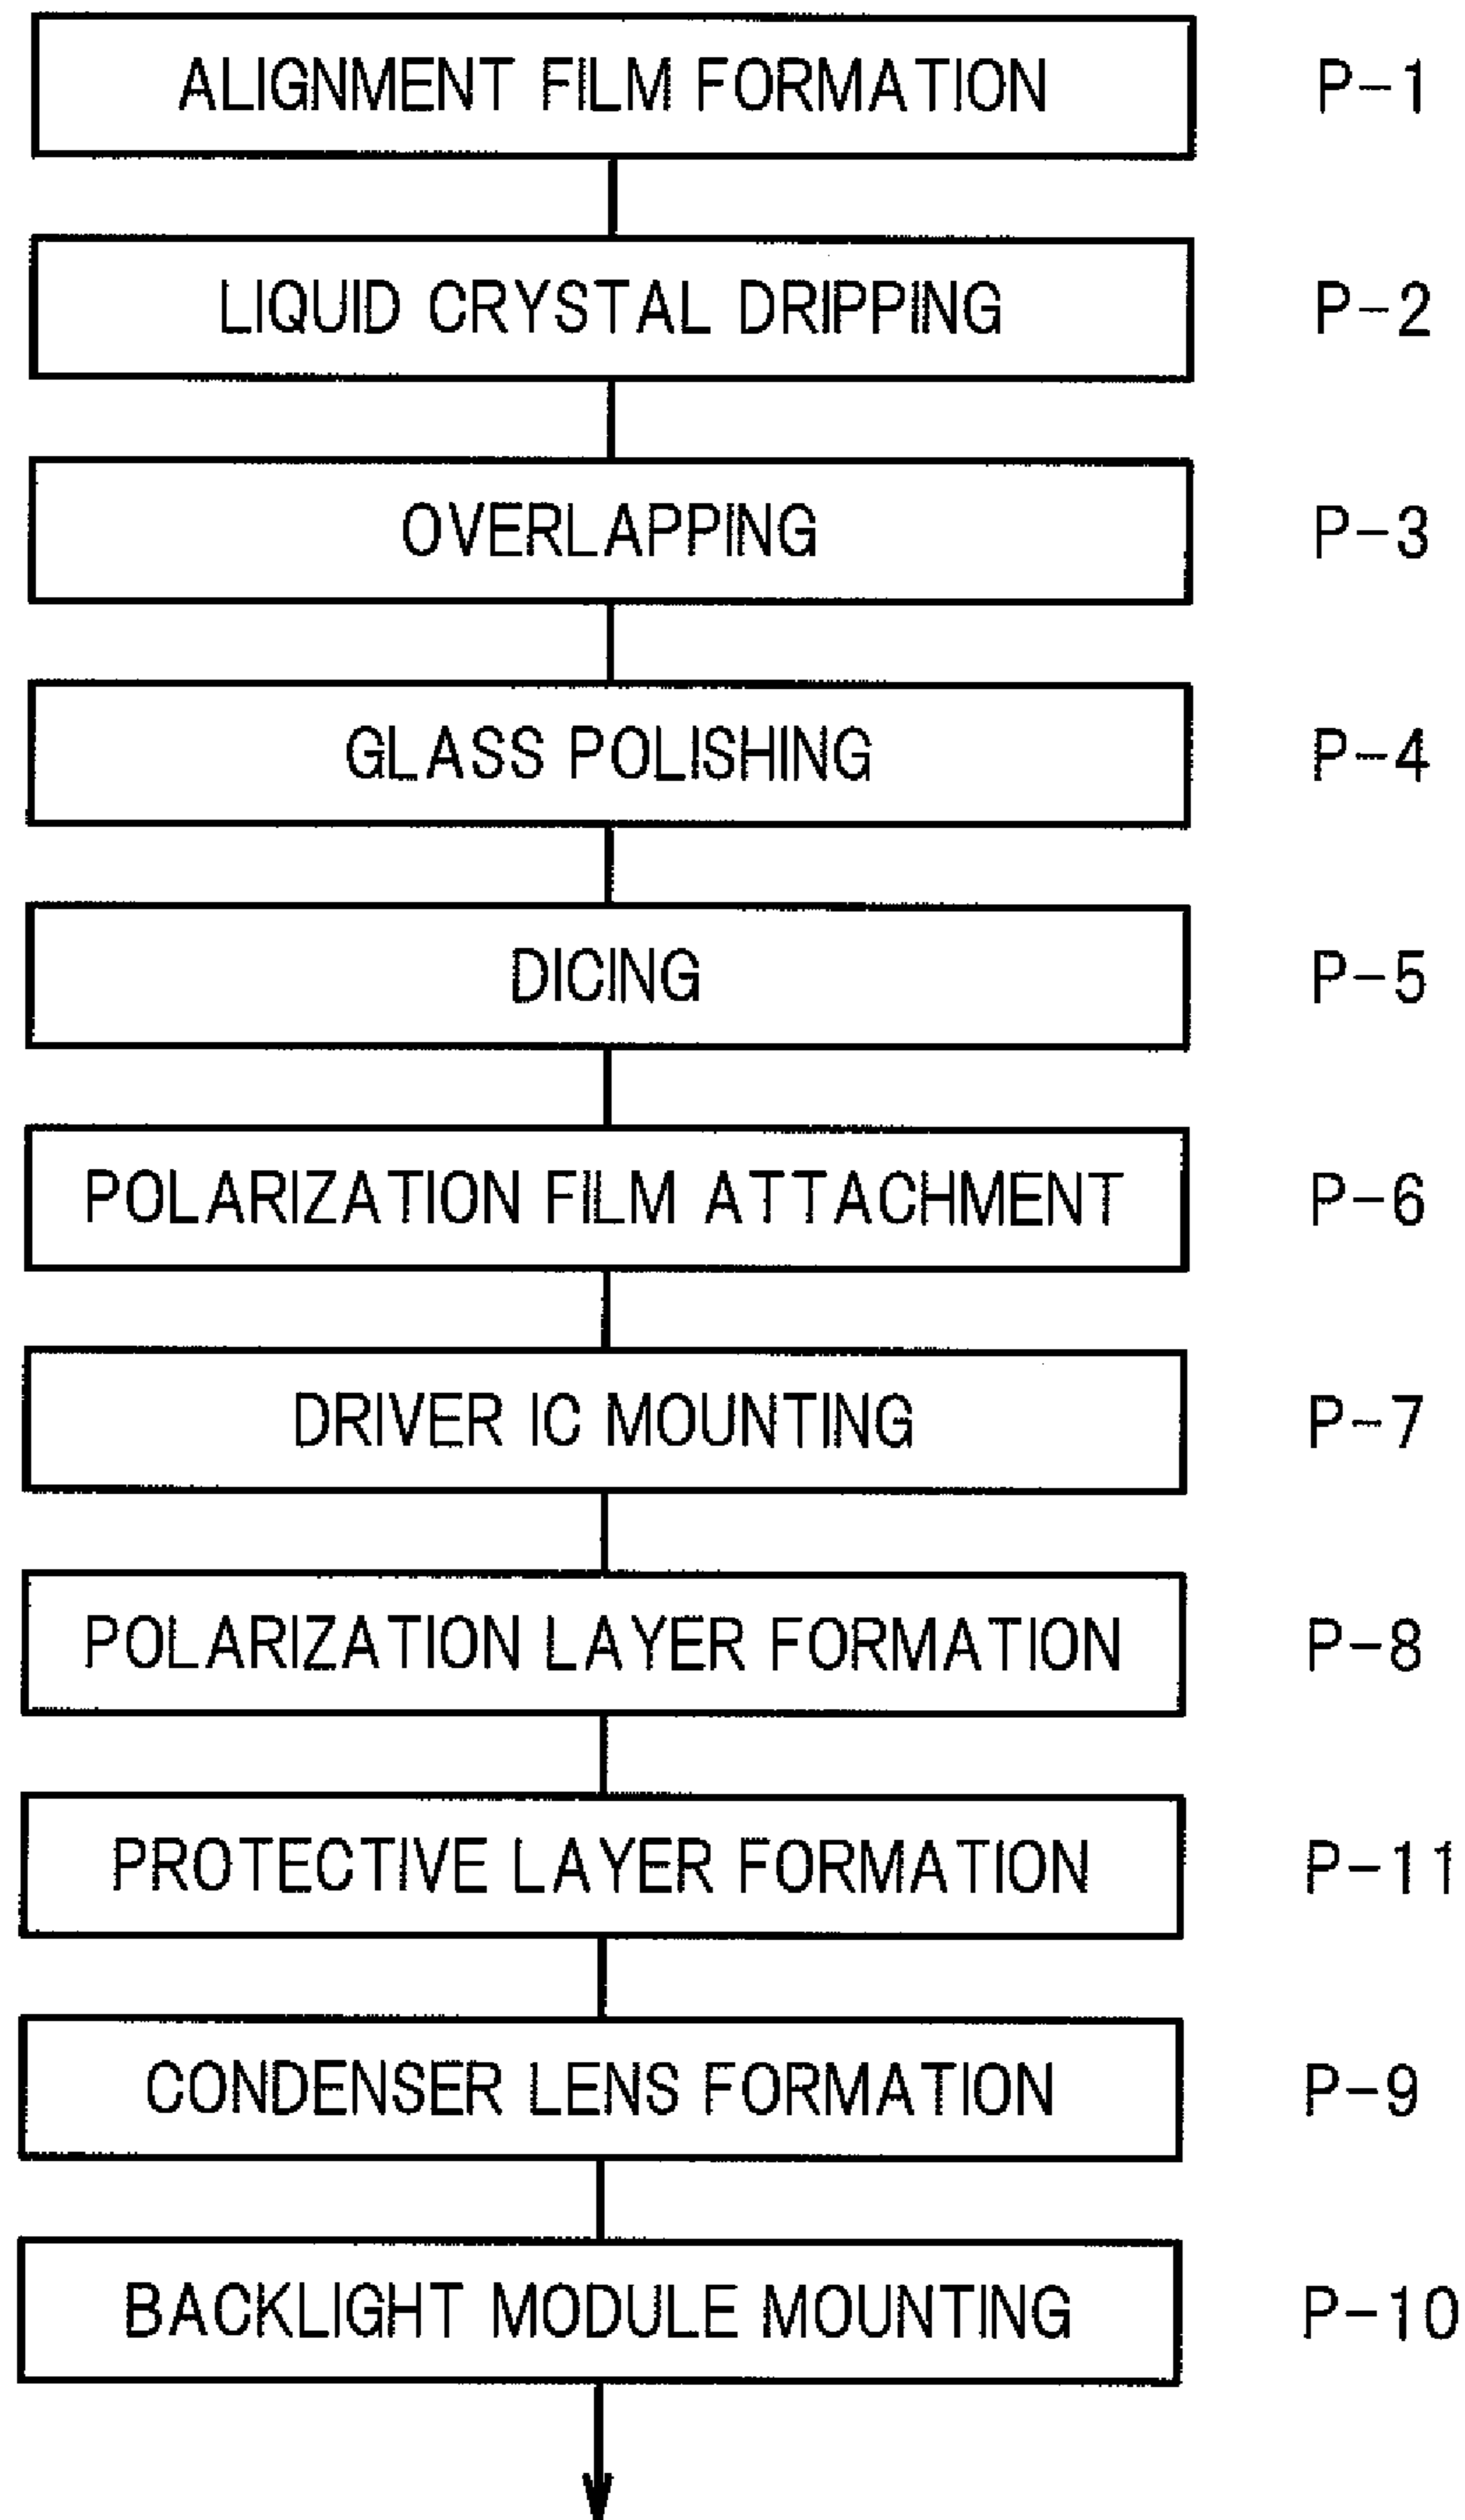 ALIGNMENT FILM FORMATION P-1
LIQUID CRYSTAL DRIPPING P-2
OVERLAPPING P-3
GLASS POLISHING P-4
DICING P-5
POLARIZATION FILM ATTACHMENT P-6
DRIVER IC MOUNTING P-7
POLARIZATION LAYER FORMATION P-8
PROTECTIVE LAYER FORMATION P-11
CONDENSER LENS FORMATION P-9
BACKLIGHT MODULE MOUNTING P-10